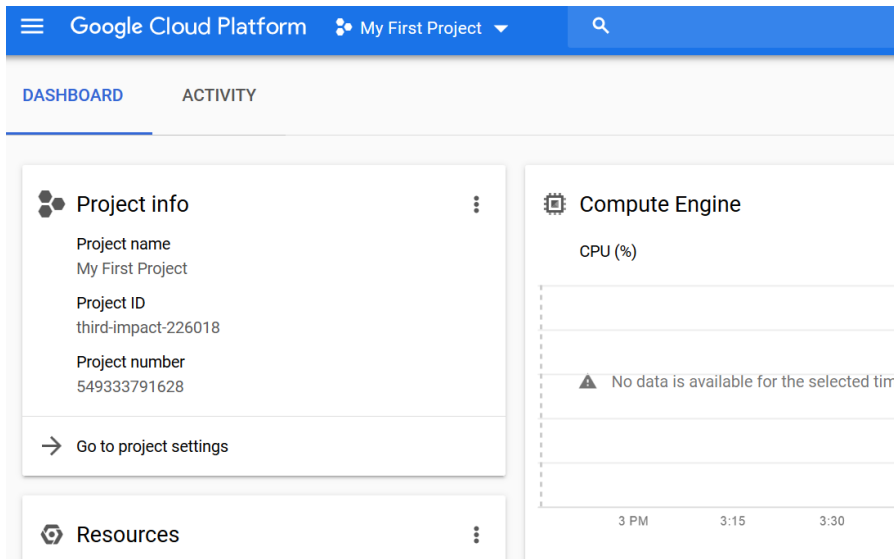 Google Cloud Platform
My First Project
DASHBOARD
ACTIVITY
Project info
Project name
My First Project
Project ID
third-impact-226018
Project number
549333791628
Go to project settings
Resources
Compute Engine
CPU (%)
No data is available for the selected
3 PM
3:15
3:30